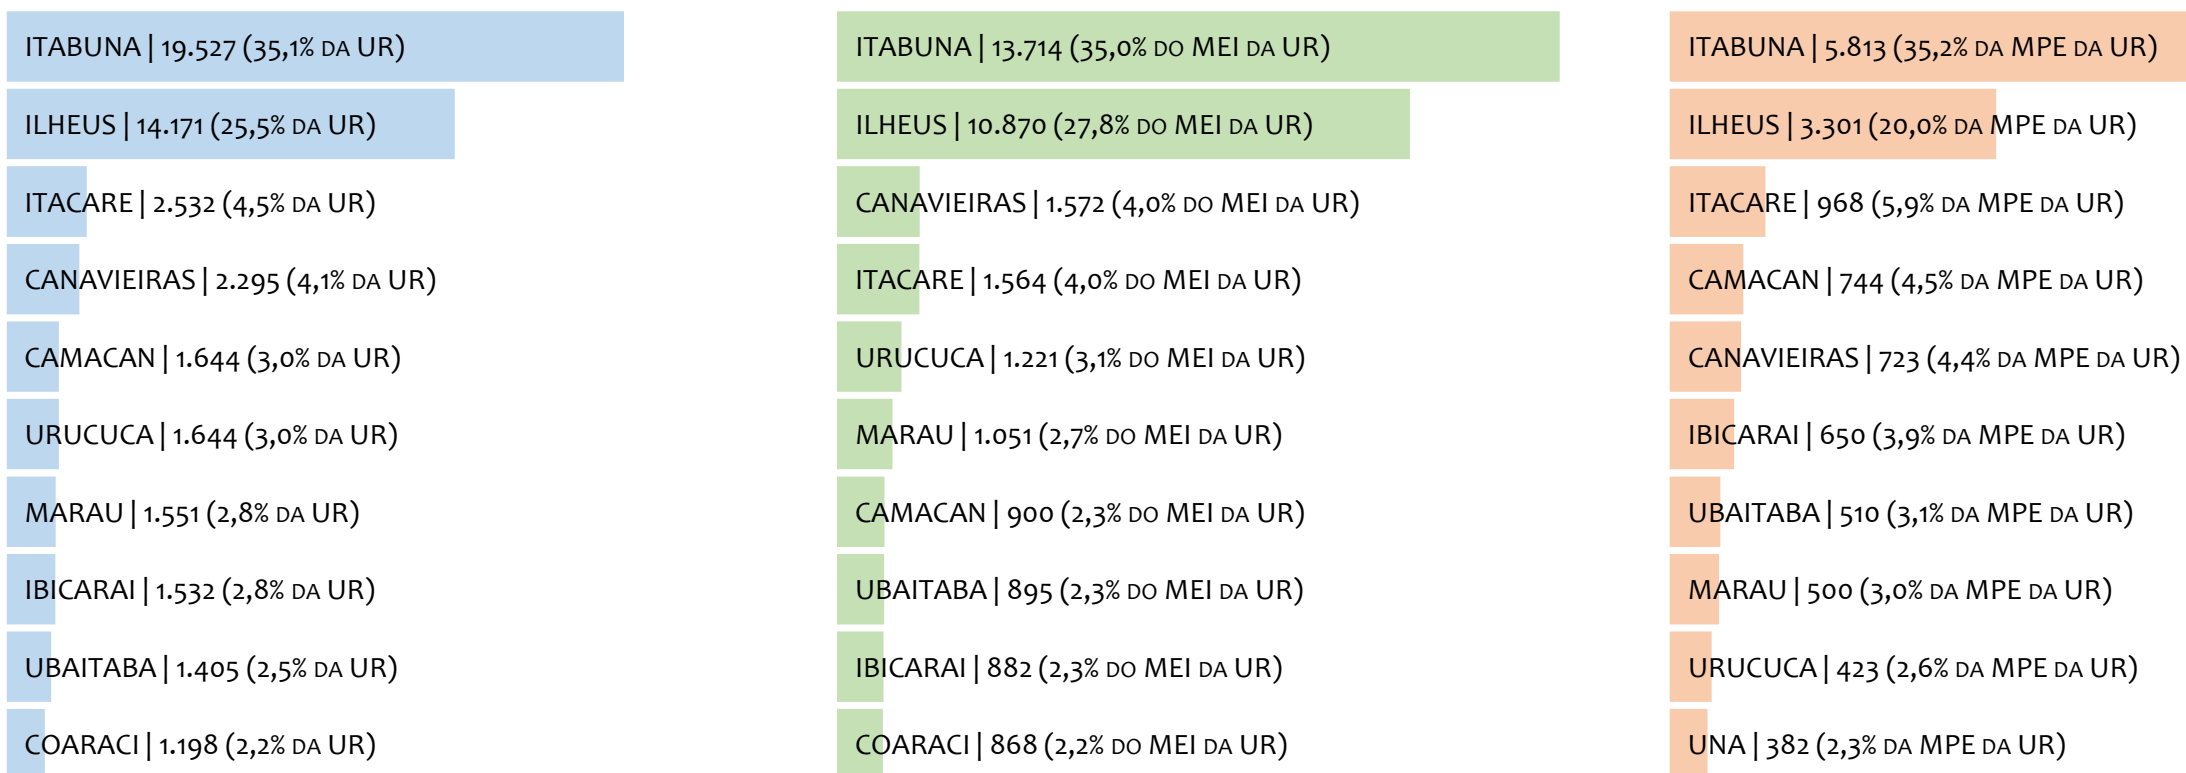 ITABUNA | 19.527 (35,1% DA UR)
ILHEUS | 14.171 (25,5% DA UR)
ITACARE | 2.532 (4,5% DA UR)
CANAVIEIRAS | 2.295 (4,1% DA UR)
CAMACAN | 1.644 (3,0% DA UR)
URUCUCA | 1.644 (3,0% DA UR)
MARAU | 1.551 (2,8% DA UR)
IBICARAI | 1.532 (2,8% DA UR)
UBAITABA | 1.405 (2,5% DA UR)
COARACI | 1.198 (2,2% DA UR)
ITABUNA | 13.714 (35,0% DO MEI DA UR)
ILHEUS | 10.870 (27,8% DO MEI DA UR)
CANAVIEIRAS | 1.572 (4,0% DO MEI DA UR)
ITACARE | 1.564 (4,0% DO MEI DA UR)
URUCUCA | 1.221 (3,1% DO MEI DA UR)
MARAU | 1.051 (2,7% DO MEI DA UR)
CAMACAN | 900 (2,3% DO MEI DA UR)
UBAITABA | 895 (2,3% DO MEI DA UR)
IBICARAI | 882 (2,3% DO MEI DA UR)
COARACI | 868 (2,2% DO MEI DA UR)
ITABUNA | 5.813 (35,2% DA MPE DA UR)
ILHEUS | 3.301 (20,0% DA MPE DA UR)
ITACARE | 968 (5,9% DA MPE DA UR)
CAMACAN | 744 (4,5% DA MPE DA UR)
CANAVIEIRAS | 723 (4,4% DA MPE DA UR)
IBICARAI | 650 (3,9% DA MPE DA UR)
UBAITABA | 510 (3,1% DA MPE DA UR)
MARAU | 500 (3,0% DA MPE DA UR)
URUCUCA | 423 (2,6% DA MPE DA UR)
UNA | 382 (2,3% DA MPE DA UR)